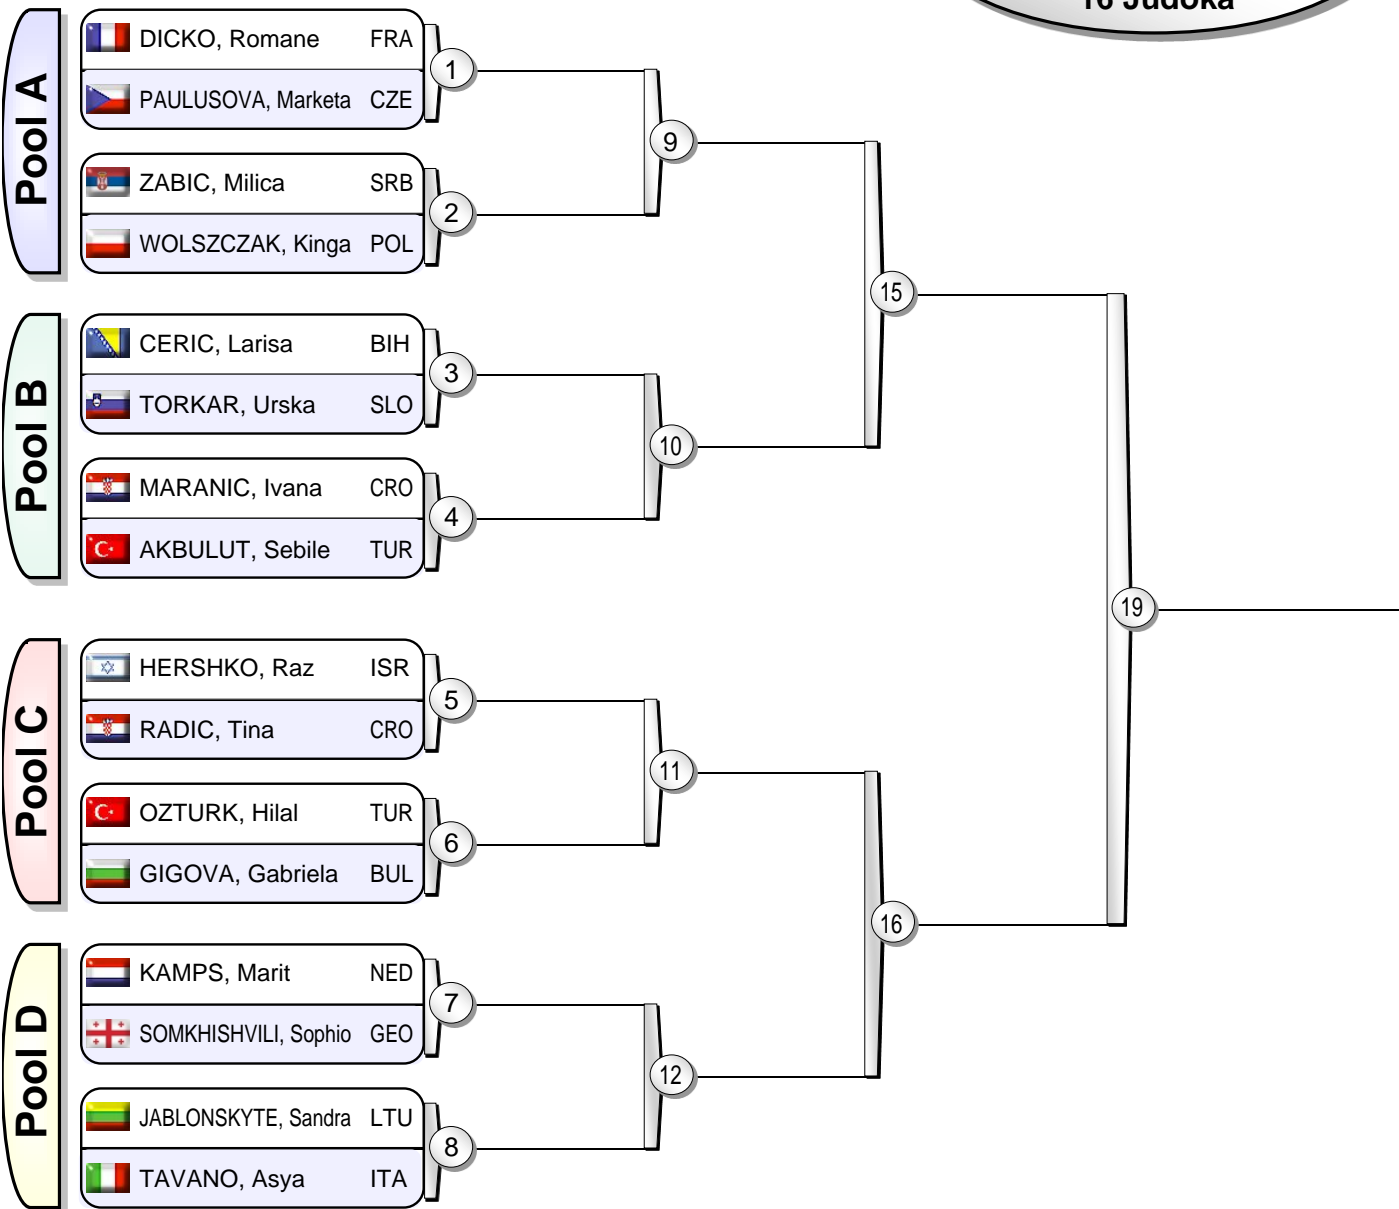 16 Judoka
Pool A
DICKO, Romane FRA
1
PAULUSOVA, Marketa CZE
9
ZABIC, Milica SRB
2
WOLSZCZAK, Kinga POL
15
Pool B
CERIC, Larisa BIH
3
TORKAR, Urska SLO
10
MARANIC, Ivana CRO
4
AKBULUT, Sebile TUR
19
Pool C
HERSHKO, Raz ISR
5
RADIC, Tina CRO
11
OZTURK, Hilal TUR
6
GIGOVA, Gabriela BUL
16
Pool D
KAMPS, Marit NED
7
SOMKHISHVILI, Sophio GEO
12
JABLONSKYTE, Sandra LTU
8
TAVANO, Asya ITA